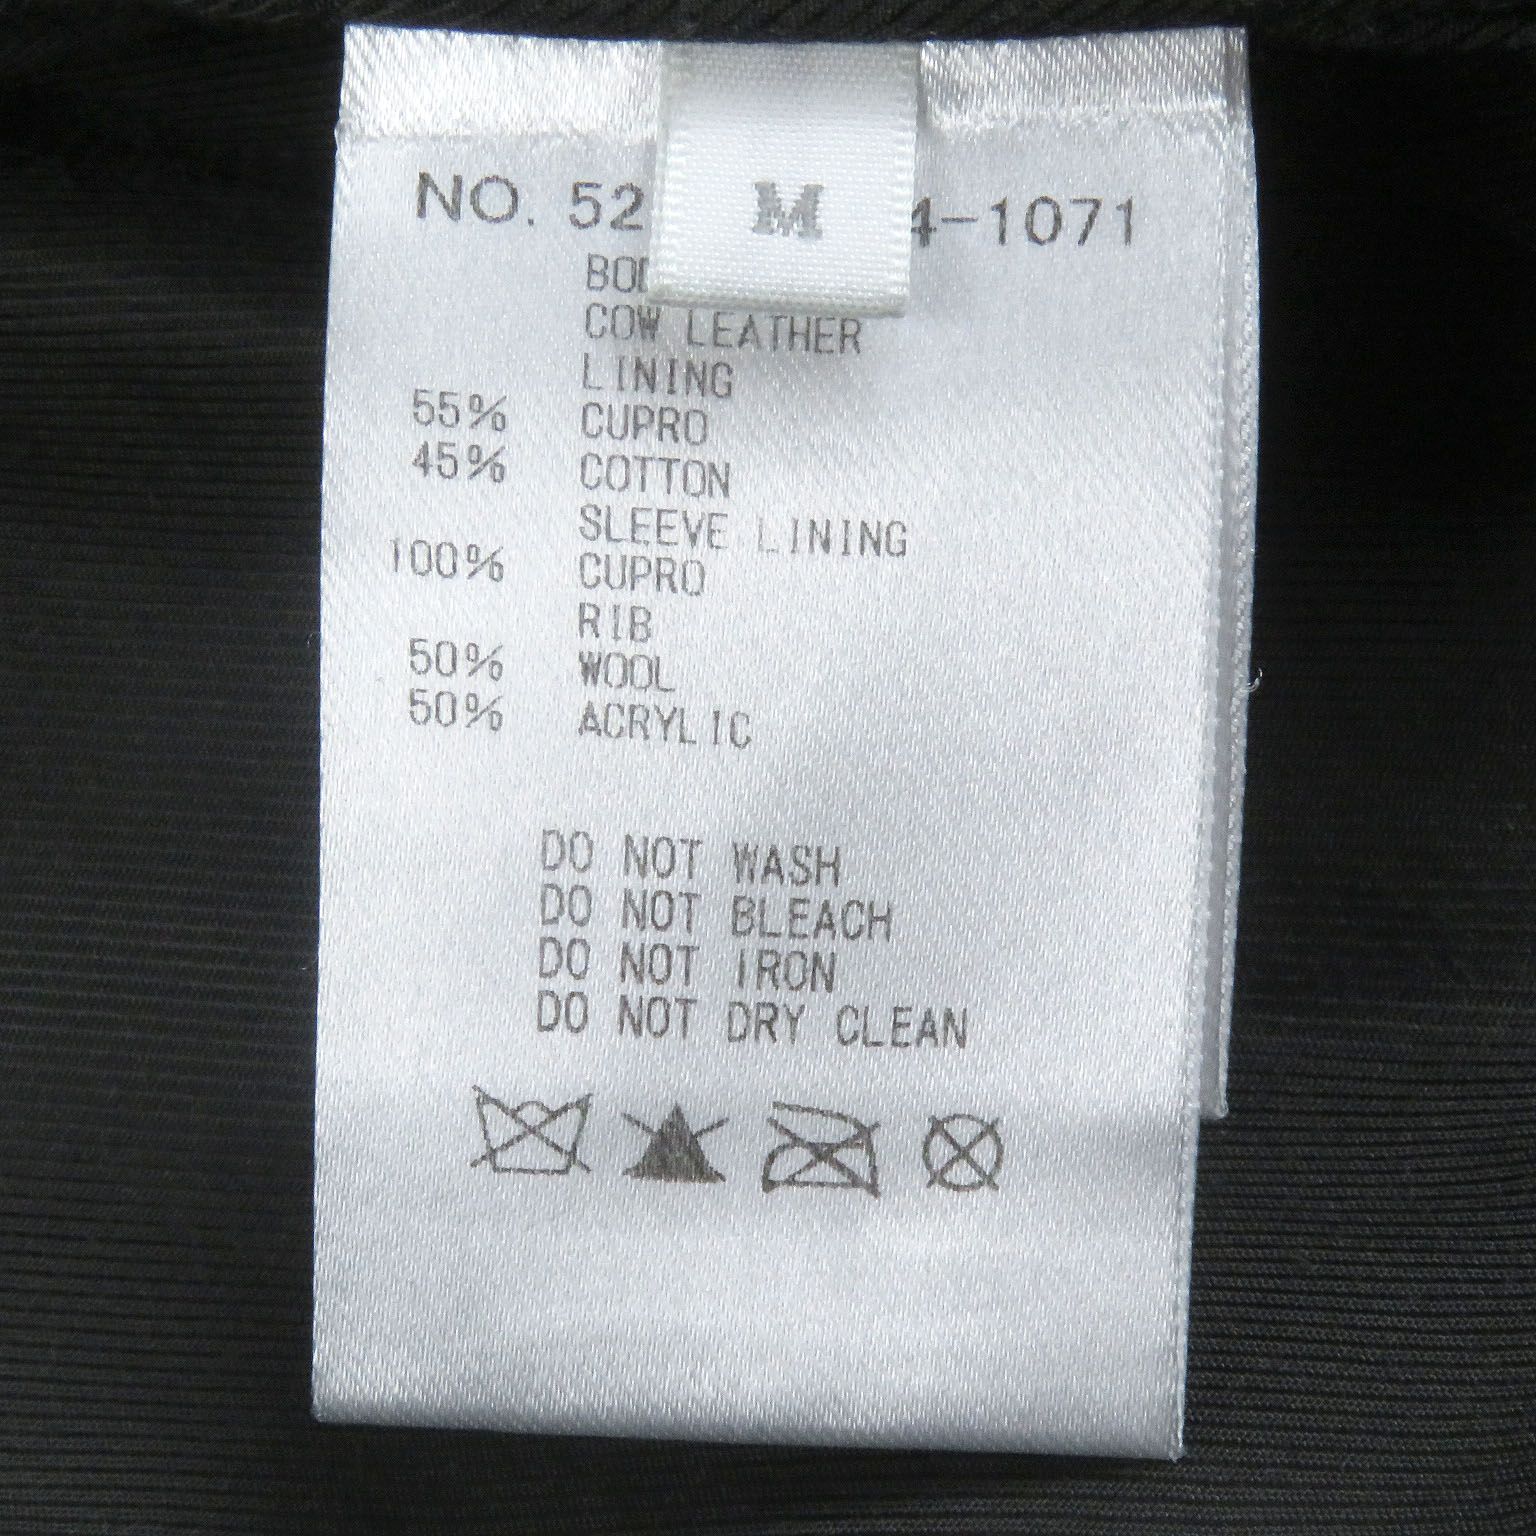 M
NO. 52 4-1071
COW LEATHER
LINING
55% CUPRO
45% COTTON
SLEEVE LINING
100% CUPRO
RIB
50% WOOL
50% ACRYLIC
DO NOT WASH
DO NOT BLEACH
DO NOT IRON
DO NOT DRY CLEAN